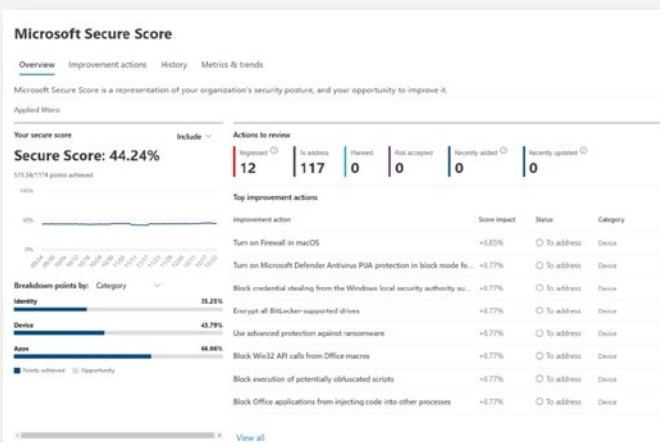 Microsoft Secure Score
Overview Improvement actions History Metrics & trends
Microsoft Secure Score is a representation of your organization's security posture, and your opportunity to improve it.
Applied filters:
Your secure score Include
Secure Score: 44.24%
/1174 points achieved
100%
50%
0%
Breakdown points by: Category
Identity 35.25%
Device 43.79%
Apps 66.06%
Points achieved Opportunity
Actions to review
Regressed 12
To address 117
Planned 0
Risk accepted 0
Recently added 0
Recently updated 0
Top improvement actions
Improvement action Score impact Status Category
Turn on Firewall in macOS +0.85% To address Device
Turn on Microsoft Defender Antivirus PUA protection in block mode fo... +0.77% To address Device
Block credential stealing from the Windows local security authority su... +0.77% To address Device
Encrypt all BitLocker-supported drives +0.77% To address Device
Use advanced protection against ransomware +0.77% To address Device
Block Win32 API calls from Office macros +0.77% To address Device
Block execution of potentially obfuscated scripts +0.77% To address Device
Block Office applications from injecting code into other processes +0.77% To address Device
View all